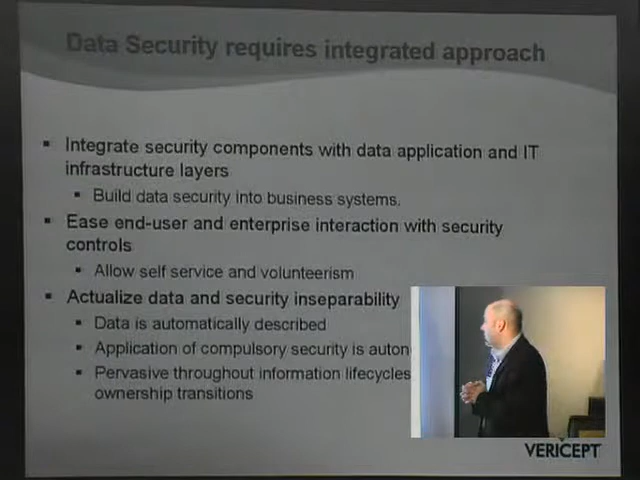 Data Security requires integrated approach
Integrate security components with data application and IT
infrastructure layers
Build data security into business systems.
Ease end-user and enterprise interaction with security
controls
Allow self service and volunteerism
Actualize data and security inseparability
Data is automatically described
Application of compulsory security is
Pervasive throughout information lifecycles
ownership transitions
VERICEPT